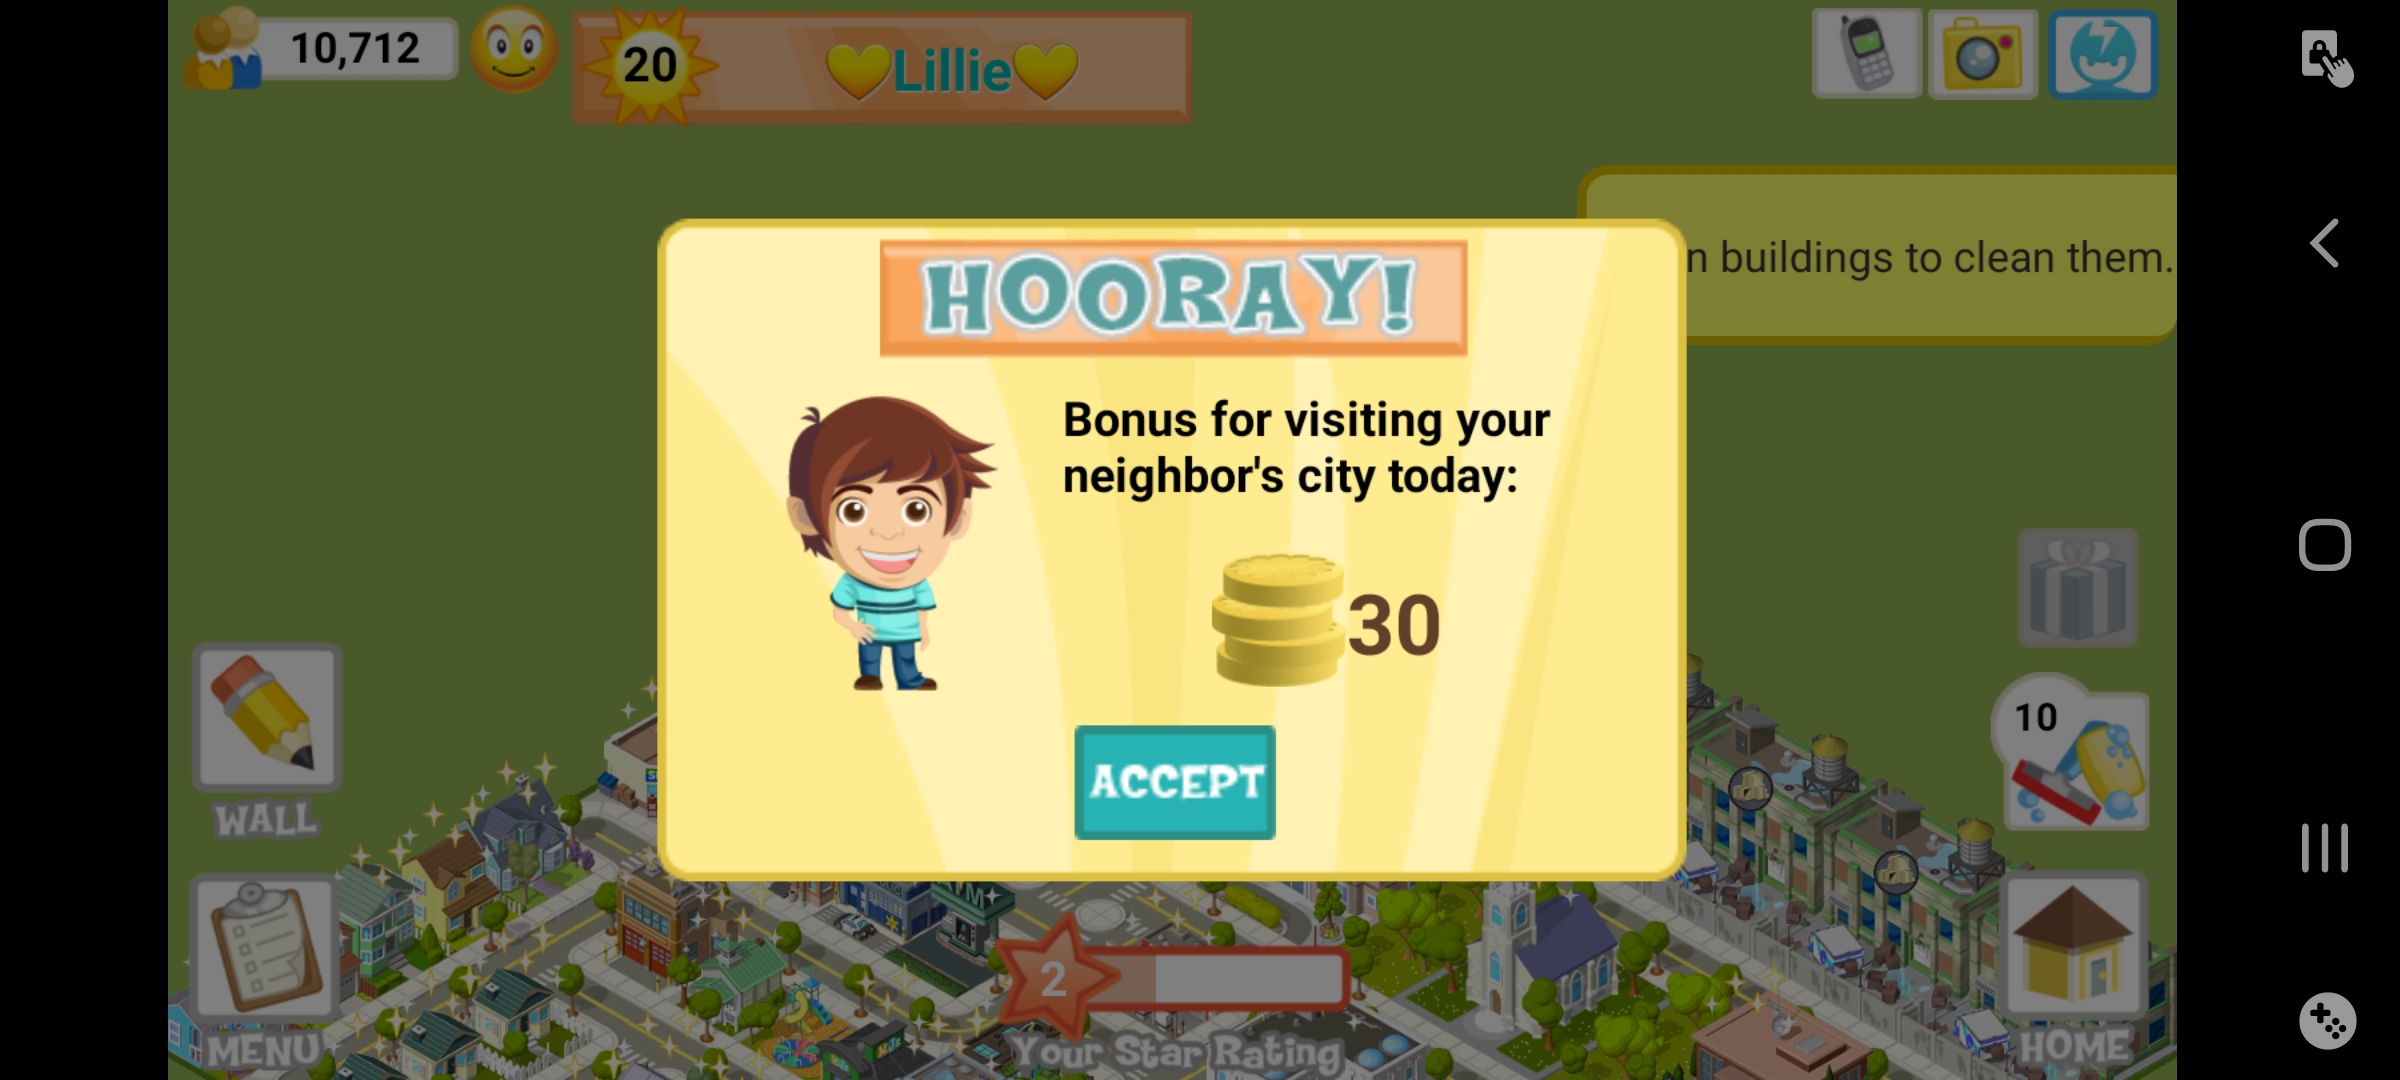 10,712
20
💛Lillie💛
n buildings to clean them.
HOORAY!
Bonus for visiting your
neighbor's city today:
30
ACCEPT
10
WALL
2
MENU
Your Star Rating
HOME